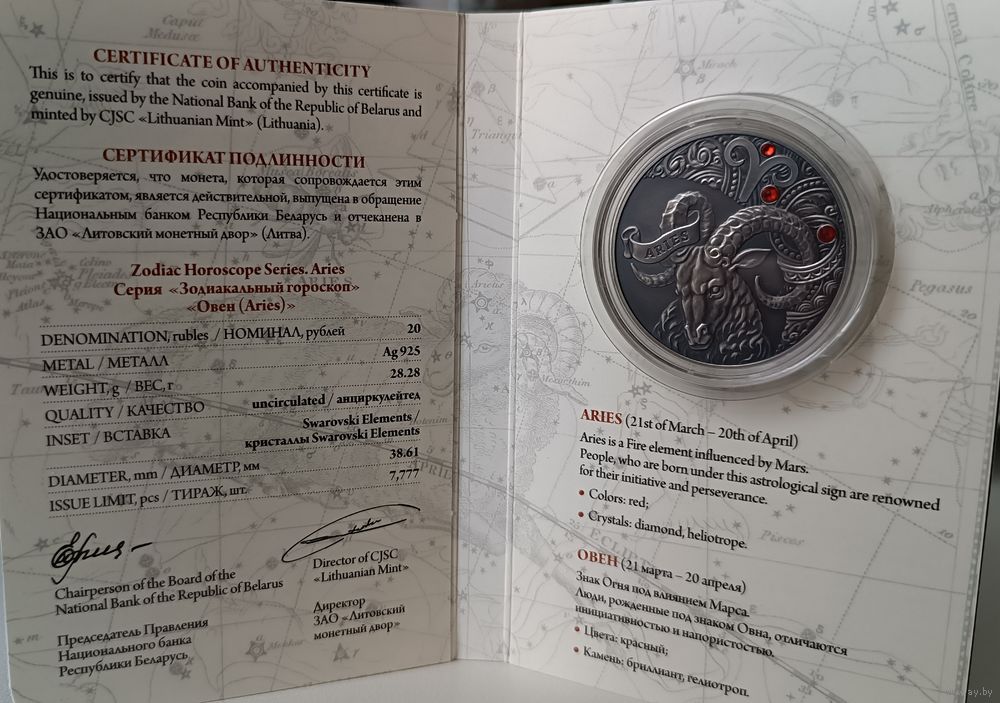 CERTIFICATE OF AUTHENTICITY
This is to certify that the coin accompanied by this certificate is
genuine, issued by the National Bank of the Republic of Belarus and
minted by CJSC «Lithuanian Mint» (Lithuania).
СЕРТИФИКАТ ПОДЛИННОСТИ
Удостоверяется, что монета, которая сопровождается этим
сертификатом, является действительной, выпущена в обращение
Национальным банком Республики Беларусь и отчеканена в
ЗАО «Литовский монетный двор» (Литва).
Zodiac Horoscope Series. Aries
Серия «Зодиакальный гороскоп»
«Овен (Aries)»
DENOMINATION, rubles / НОМИНАЛ, рублей 20
METAL / МЕТАЛЛ Ag 925
WEIGHT, g / ВЕС, г 28.28
QUALITY / КАЧЕСТВО uncirculated / анциркулейтед
INSET / ВСТАВКА Swarovski Elements /
кристаллы Swarovski Elements
DIAMETER, mm / ДИАМЕТР, мм 38.61
ISSUE LIMIT, pcs / ТИРАЖ, шт. 7,777
Chairperson of the Board of the
National Bank of the Republic of Belarus
Председатель Правления
Национального банка
Республики Беларусь
Director of CJSC
«Lithuanian Mint»
Директор
ЗАО «Литовский
монетный двор»
ARIES
ARIES (21st of March – 20th of April)
Aries is a Fire element influenced by Mars.
People, who are born under this astrological sign are renowned
for their initiative and perseverance.
• Colors: red;
• Crystals: diamond, heliotrope.
ОВЕН (21 марта – 20 апреля)
Знак Огня под влиянием Марса.
Люди, рожденные под знаком Овна, отличаются
инициативностью и напористостью.
• Цвета: красный;
• Камень: бриллиант, гелиотроп.
Caput
Medusae
Mirach
Pegasus
Pisces